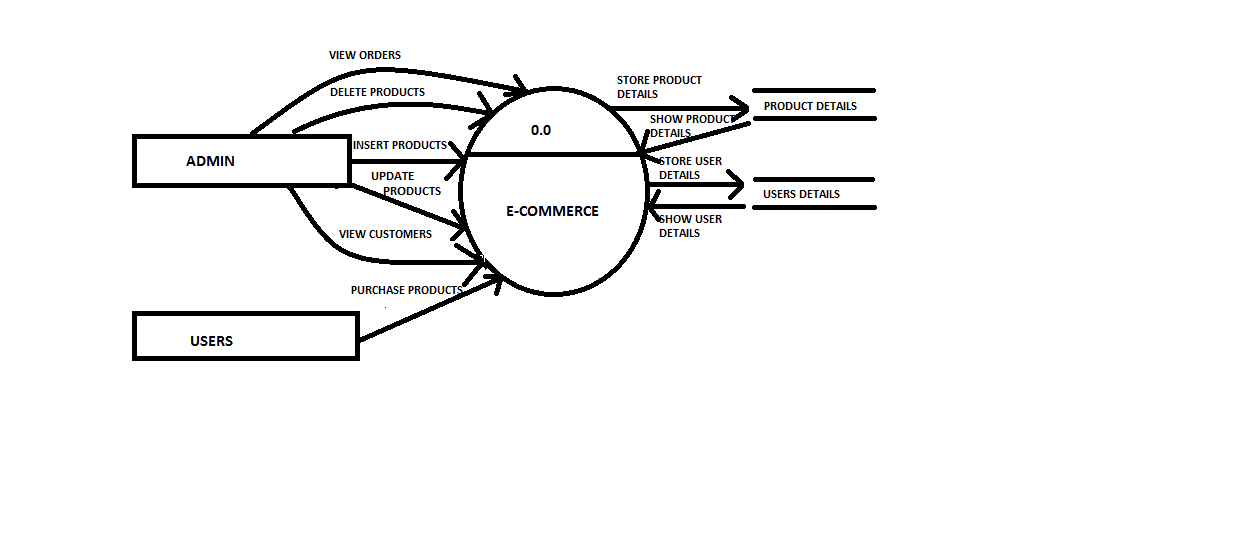 VIEW ORDERS
DELETE PRODUCTS
INSERT PRODUCTS
UPDATE
PRODUCTS
VIEW CUSTOMERS
PURCHASE PRODUCTS
ADMIN
USERS
0.0
E-COMMERCE
STORE PRODUCT
DETAILS
SHOW PRODUCT
DETAILS
STORE USER
DETAILS
SHOW USER
DETAILS
PRODUCT DETAILS
USERS DETAILS